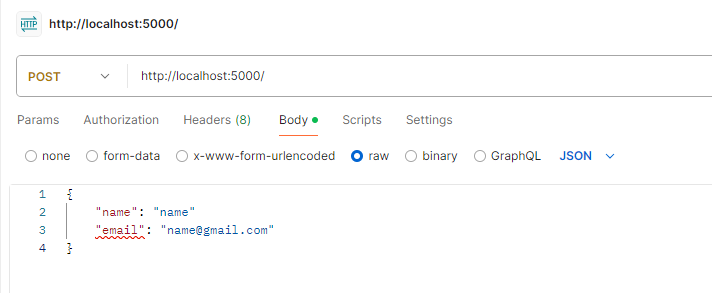 HTTP http://localhost:5000/
POST http://localhost:5000/
Params Authorization Headers (8) Body Scripts Settings
none form-data x-www-form-urlencoded raw binary GraphQL JSON
1 {
2 "name": "name"
3 "email": "name@gmail.com"
4 }